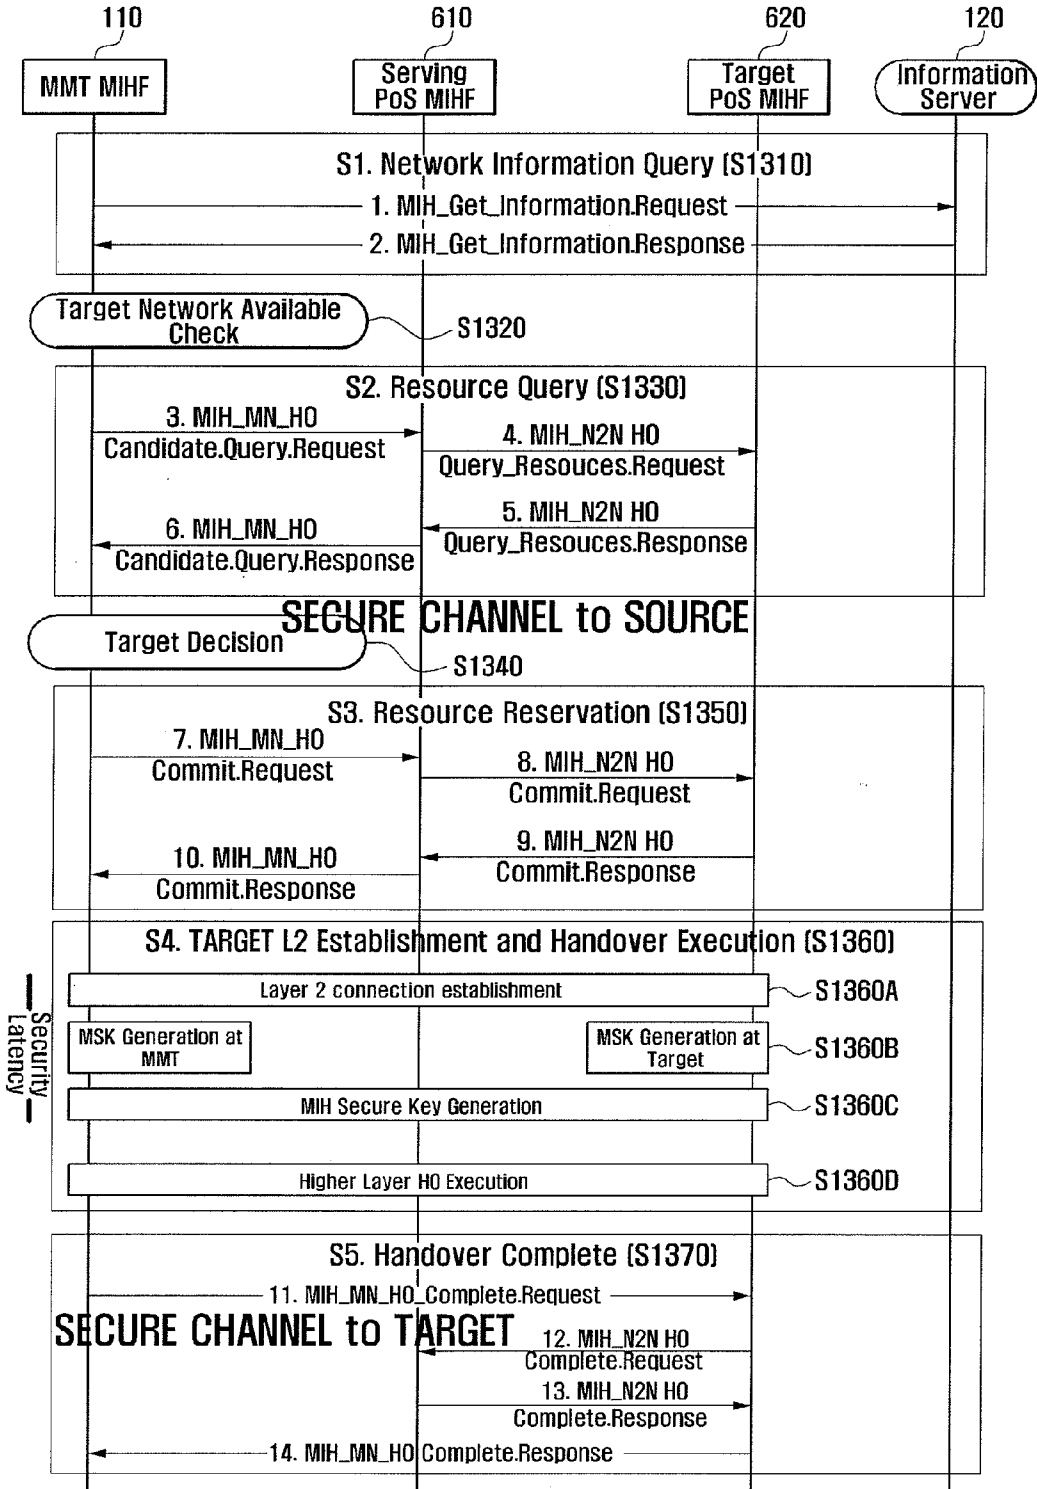 110
610
620
120
MMT MIHF
Serving
PoS MIHF
Target
PoS MIHF
Information
Server
S1. Network Information Query (S1310)
1. MIH_Get_Information.Request
2. MIH_Get_Information.Response
Target Network Available
Check
S1320
S2. Resource Query (S1330)
3. MIH_MN_HO
Candidate.Query.Request
4. MIH_N2N HO
Query_Resouces.Request
5. MIH_N2N HO
Query_Resouces.Response
6. MIH_MN_HO
Candidate.Query.Response
SECURE CHANNEL to SOURCE
Target Decision
S1340
S3. Resource Reservation (S1350)
7. MIH_MN_HO
Commit.Request
8. MIH_N2N HO
Commit.Request
9. MIH_N2N HO
Commit.Response
10. MIH_MN_HO
Commit.Response
S4. TARGET L2 Establishment and Handover Execution (S1360)
Layer 2 connection establishment
S1360A
Security
Latency
MSK Generation at
MMT
MSK Generation at
Target
S1360B
MIH Secure Key Generation
S1360C
Higher Layer HO Execution
S1360D
S5. Handover Complete (S1370)
11. MIH_MN_HO_Complete.Request
SECURE CHANNEL to TARGET
12. MIH_N2N HO
Complete.Request
13. MIH_N2N HO
Complete.Response
14. MIH_MN_HO Complete.Response